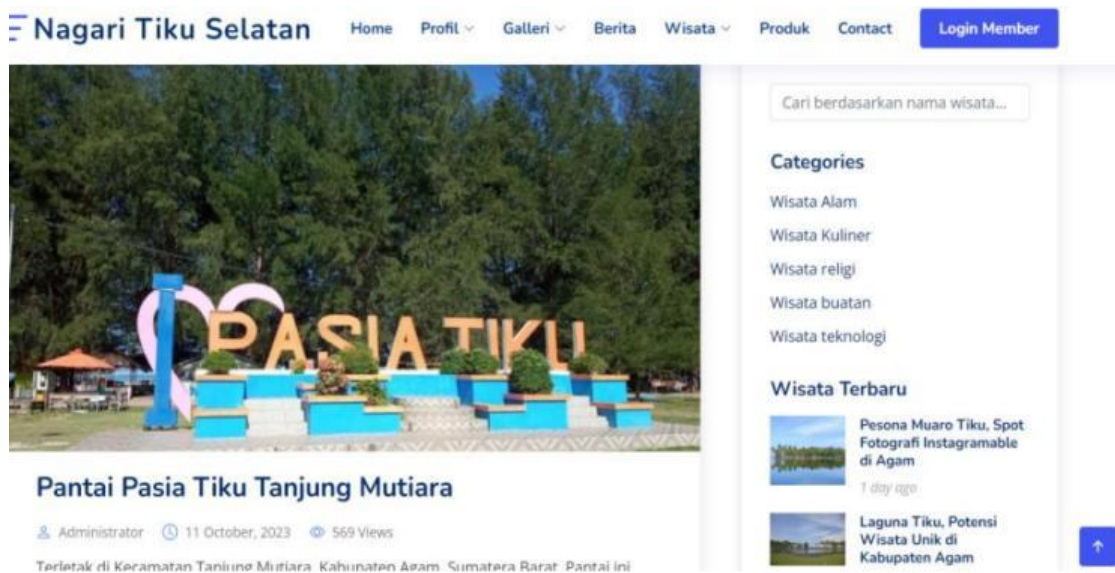 Nagari Tiku Selatan
Home Profil Galleri Berita Wisata Produk Contact Login Member
Cari berdasarkan nama wisata...
PASIA TIKU
Categories
Wisata Alam
Wisata Kuliner
Wisata religi
Wisata buatan
Wisata teknologi
Wisata Terbaru
Pesona Muaro Tiku, Spot
Fotografi Instagramable
di Agam
1 day ago
Laguna Tiku, Potensi
Wisata Unik di
Kabupaten Agam
Pantai Pasia Tiku Tanjung Mutiara
Administrator 11 October, 2023 569 Views
Terletak di Kecamatan Tanjung Mutiara, Kabupaten Agam, Sumatera Barat, Pantai ini